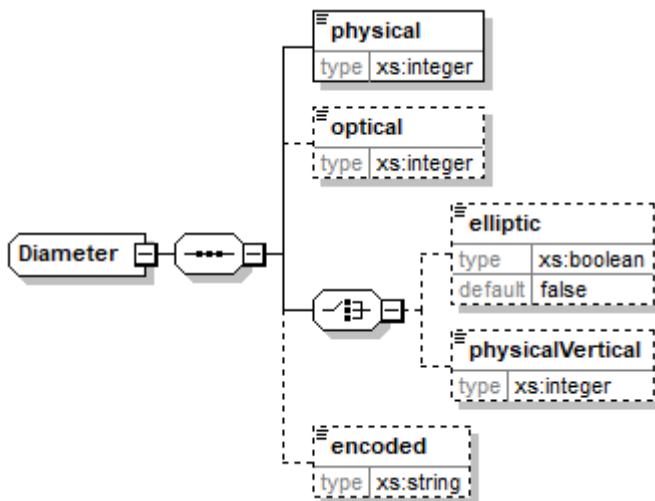 physical
type xs:integer
optical
type xs:integer
Diameter
elliptic
type xs:boolean
default false
physicalVertical
type xs:integer
encoded
type xs:string